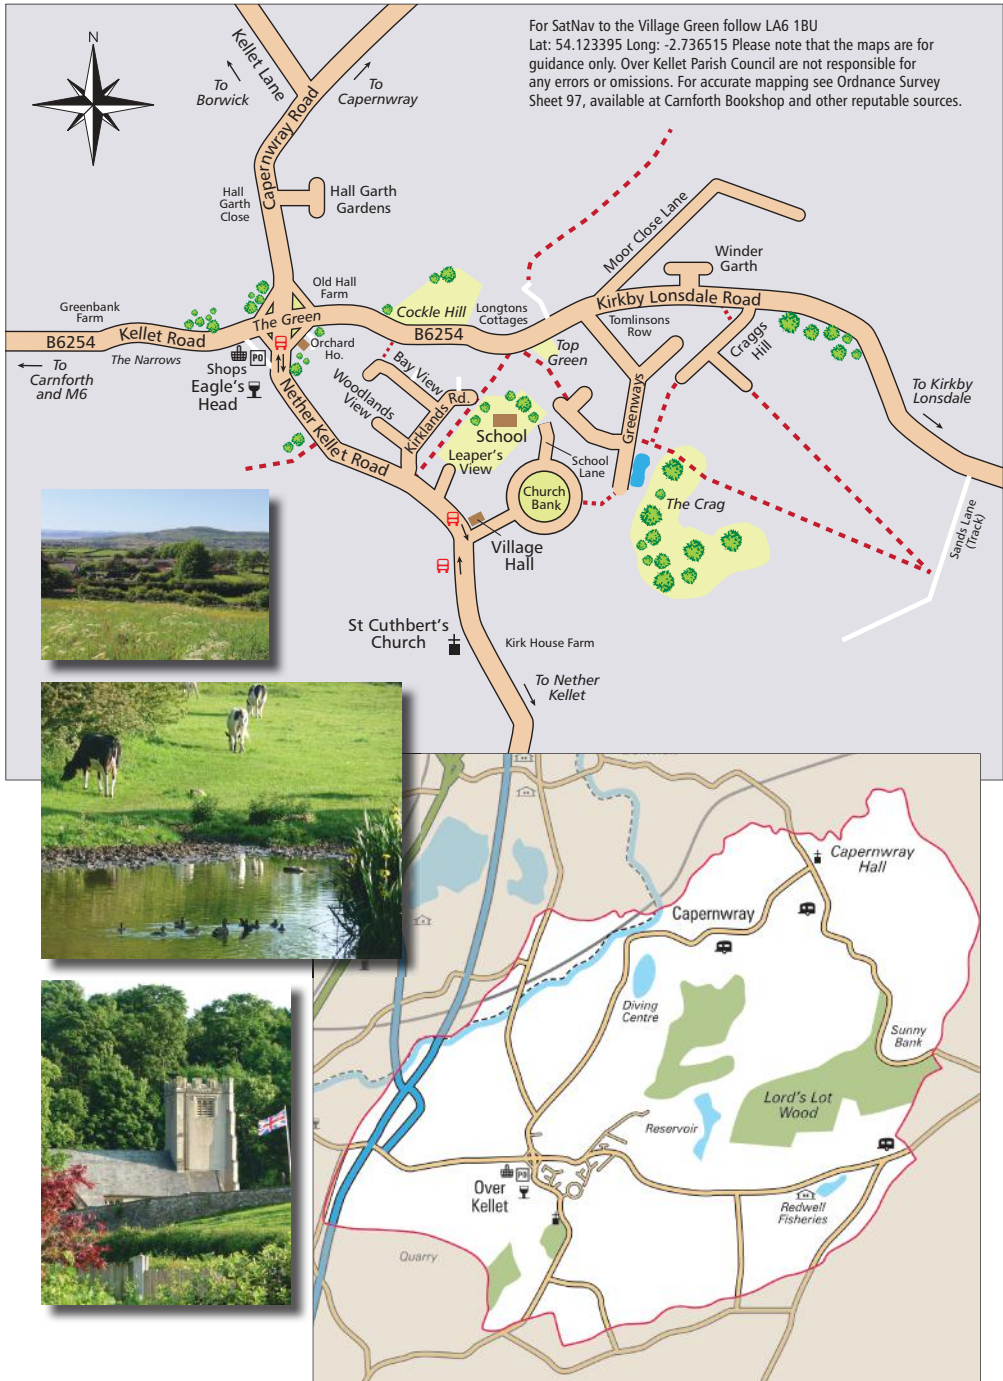 For SatNav to the Village Green follow LA6 1BU
Lat: 54.123395 Long: -2.736515 Please note that the maps are for
guidance only. Over Kellet Parish Council are not responsible for
any errors or omissions. For accurate mapping see Ordnance Survey
Sheet 97, available at Carnforth Bookshop and other reputable sources.
N
Kellet Lane
To
Borwick
To
Capernwray
Capernwray Road
Hall
Garth
Close
Hall Garth
Gardens
Moor Close Lane
Winder
Garth
Old Hall
Farm
Greenbank
Farm
The Green
Cockle Hill
Longtons
Cottages
Kirkby Lonsdale Road
B6254
Kellet Road
B6254
Tomlinsons
Row
Craggs
Hill
The Narrows
Orchard
Ho.
Top
Green
To
Carnforth
and M6
PO
Shops
Eagle's
Head
Bay View
Woodlands
View
Kirklands Rd.
Greenways
To Kirkby
Lonsdale
Nether Kellet Road
School
Leaper's
View
School
Lane
Church
Bank
The Crag
Sands Lane
(Track)
Village
Hall
St Cuthbert's
Church
Kirk House Farm
To Nether
Kellet
Capernwray
Hall
Capernwray
Diving
Centre
Sunny
Bank
Lord's Lot
Wood
Reservoir
PO
Over
Kellet
Redwell
Fisheries
Quarry